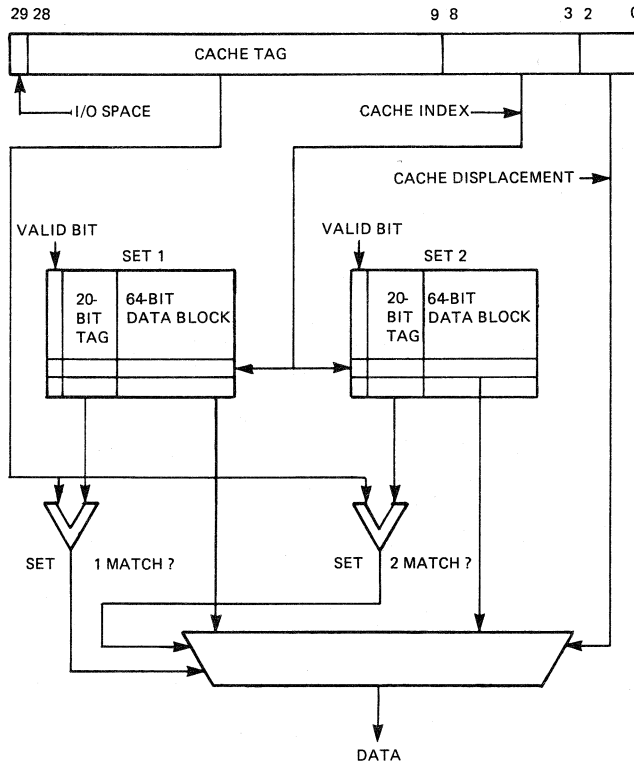 29 28 9 8 3 2 0
CACHE TAG
I/O SPACE
CACHE INDEX
CACHE DISPLACEMENT
VALID BIT
SET 1
20-
BIT
TAG
64-BIT
DATA BLOCK
VALID BIT
SET 2
20-
BIT
TAG
64-BIT
DATA BLOCK
SET 1 MATCH ?
SET 2 MATCH ?
DATA